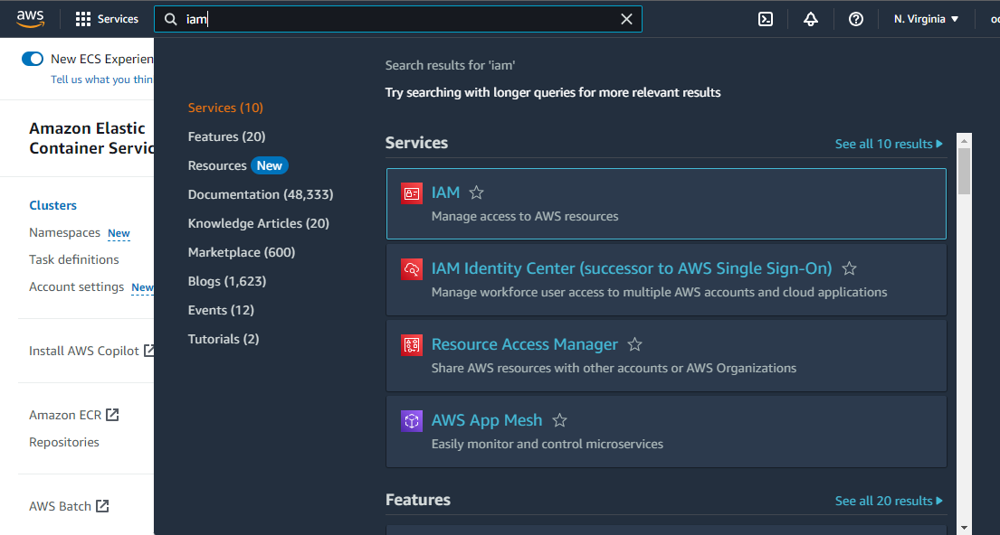 aws
Services
iam
N. Virginia
New ECS Experien
Tell us what you thin
Amazon Elastic
Container Servic
Clusters
Namespaces New
Task definitions
Account settings New
Install AWS Copilot
Amazon ECR
Repositories
AWS Batch
Services (10)
Features (20)
Resources New
Documentation (48,333)
Knowledge Articles (20)
Marketplace (600)
Blogs (1,623)
Events (12)
Tutorials (2)
Search results for 'iam'
Try searching with longer queries for more relevant results
Services
See all 10 results
IAM
Manage access to AWS resources
IAM Identity Center (successor to AWS Single Sign-On)
Manage workforce user access to multiple AWS accounts and cloud applications
Resource Access Manager
Share AWS resources with other accounts or AWS Organizations
AWS App Mesh
Easily monitor and control microservices
Features
See all 20 results